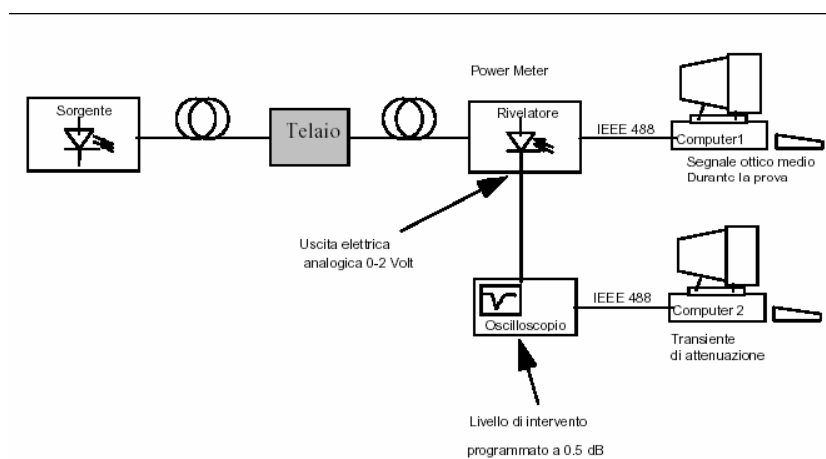 Power Meter
Sorgente
Telaio
Rivelatore
IEEE 488
Computer1
Segnale ottico medio
Durante la prova
Uscita elettrica
analogica 0-2 Volt
IEEE 488
Computer 2
Oscilloscopio
Transiente
di attenuazione
Livello di intervento
programmato a 0.5 dB